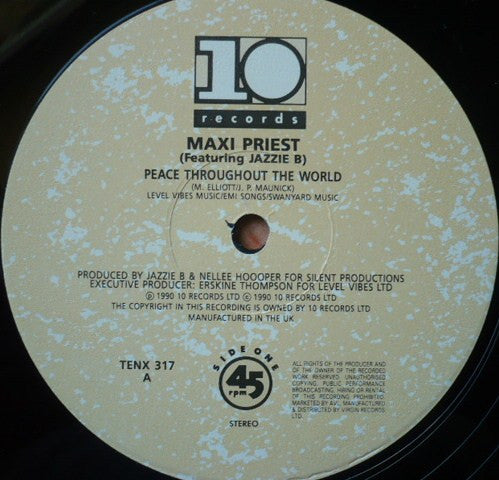 10
records
MAXI PRIEST
(Featuring JAZZIE B)
PEACE THROUGHOUT THE WORLD
(M. ELLIOTT/J. P. MAUNICK)
LEVEL VIBES MUSIC/EMI SONGS/SWANYARD MUSIC
PRODUCED BY JAZZIE B & NELLEE HOOOPER FOR SILENT PRODUCTIONS
EXECUTIVE PRODUCER: ERSKINE THOMPSON FOR LEVEL VIBES LTD
℗ 1990 10 RECORDS LTD © 1990 10 RECORDS LTD
THE COPYRIGHT IN THIS RECORDING IS OWNED BY 10 RECORDS LTD
MANUFACTURED IN THE UK
TENX 317
A
SIDE ONE
45
rpm
STEREO
ALL RIGHTS OF THE PRODUCER AND
OF THE OWNER OF THE RECORDED
WORK RESERVED. UNAUTHORISED
COPYING, PUBLIC PERFORMANCE,
BROADCASTING, HIRING OR RENTAL
OF THIS RECORDING PROHIBITED.
MARKETED BY AVL, MANUFACTURED
& DISTRIBUTED BY VIRGIN RECORDS
LTD.